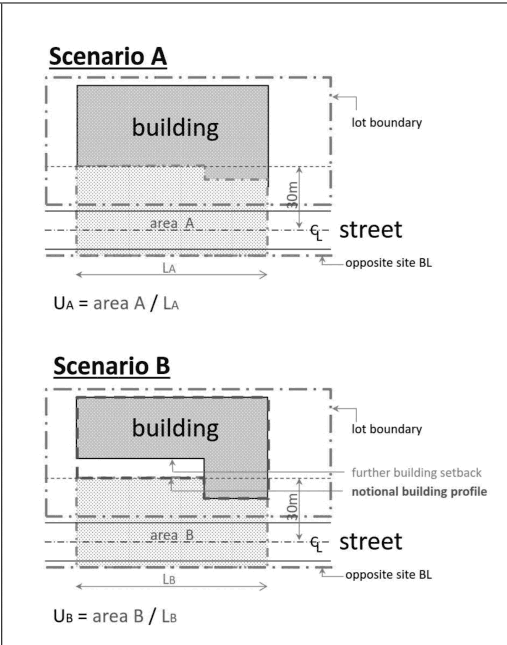 Scenario A
building
lot boundary
30m
area A
℄ street
LA
opposite site BL
UA = area A / LA
Scenario B
building
lot boundary
further building setback
notional building profile
30m
area B
℄ street
LB
opposite site BL
UB = area B / LB